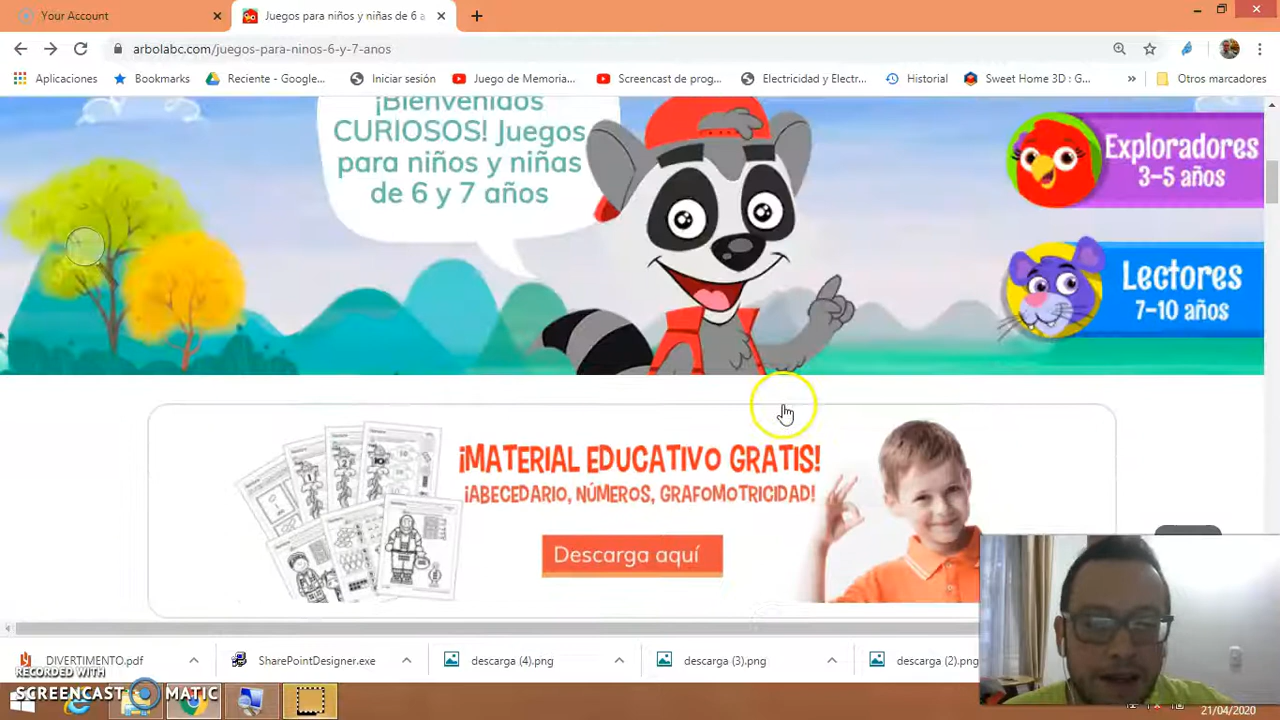 Your Account
Juegos para niños y niñas de 6 a
arbolabc.com/juegos-para-ninos-6-y-7-anos
Aplicaciones
Bookmarks
Reciente - Google...
Iniciar sesión
Juego de Memoria...
Screencast de prog...
Electricidad y Electr...
Historial
Sweet Home 3D : G...
»
Otros marcadores
¡Bienvenidos
CURIOSOS! Juegos
para niños y niñas
de 6 y 7 años
Exploradores
3-5 años
Lectores
7-10 años
¡MATERIAL EDUCATIVO GRATIS!
¡ABECEDARIO, NÚMEROS, GRAFOMOTRICIDAD!
Descarga aquí
DIVERTIMENTO.pdf
SharePointDesigner.exe
descarga (4).png
descarga (3).png
descarga (2).png
RECORDED WITH
SCREENCAST MATIC
21/04/2020